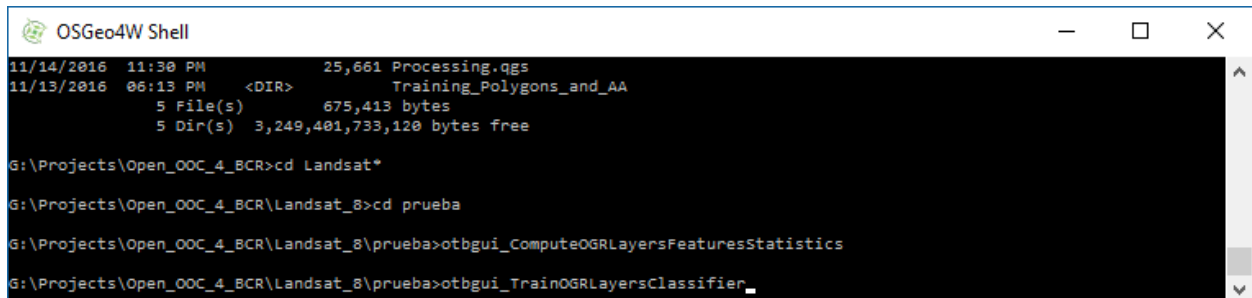 OSGeo4W Shell
11/14/2016  11:30 PM            25,661 Processing.qgs
11/13/2016  06:13 PM    <DIR>          Training_Polygons_and_AA
               5 File(s)        675,413 bytes
               5 Dir(s)  3,249,401,733,120 bytes free
G:\Projects\Open_OOC_4_BCR>cd Landsat*
G:\Projects\Open_OOC_4_BCR\Landsat_8>cd prueba
G:\Projects\Open_OOC_4_BCR\Landsat_8\prueba>otbgui_ComputeOGRLayersFeaturesStatistics
G:\Projects\Open_OOC_4_BCR\Landsat_8\prueba>otbgui_TrainOGRLayersClassifier